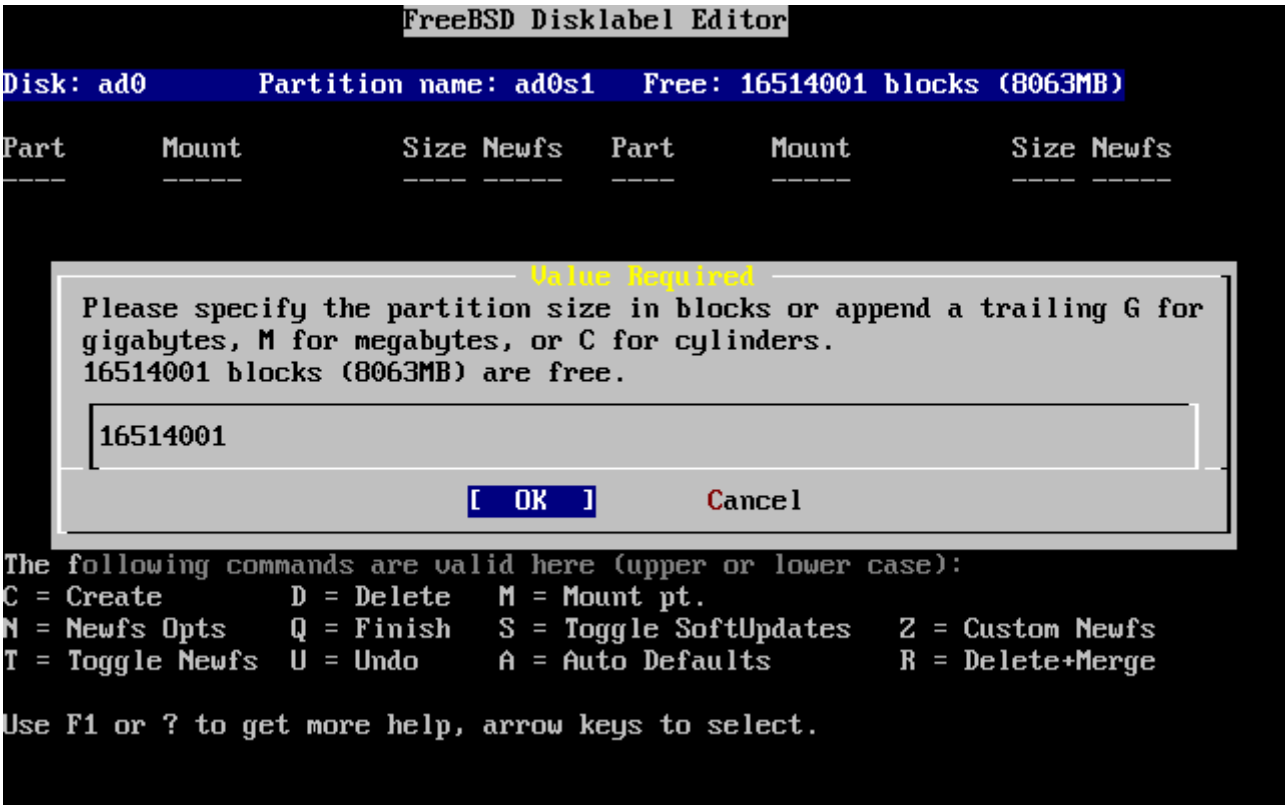 FreeBSD Disklabel Editor
Disk: ad0 Partition name: ad0s1 Free: 16514001 blocks (8063MB)
Part Mount Size Newfs Part Mount Size Newfs
---- ----- ---- ----- ---- ----- ---- -----
Value Required
Please specify the partition size in blocks or append a trailing G for
gigabytes, M for megabytes, or C for cylinders.
16514001 blocks (8063MB) are free.
16514001
[ OK ] Cancel
The following commands are valid here (upper or lower case):
C = Create D = Delete M = Mount pt.
N = Newfs Opts Q = Finish S = Toggle SoftUpdates Z = Custom Newfs
T = Toggle Newfs U = Undo A = Auto Defaults R = Delete+Merge
Use F1 or ? to get more help, arrow keys to select.